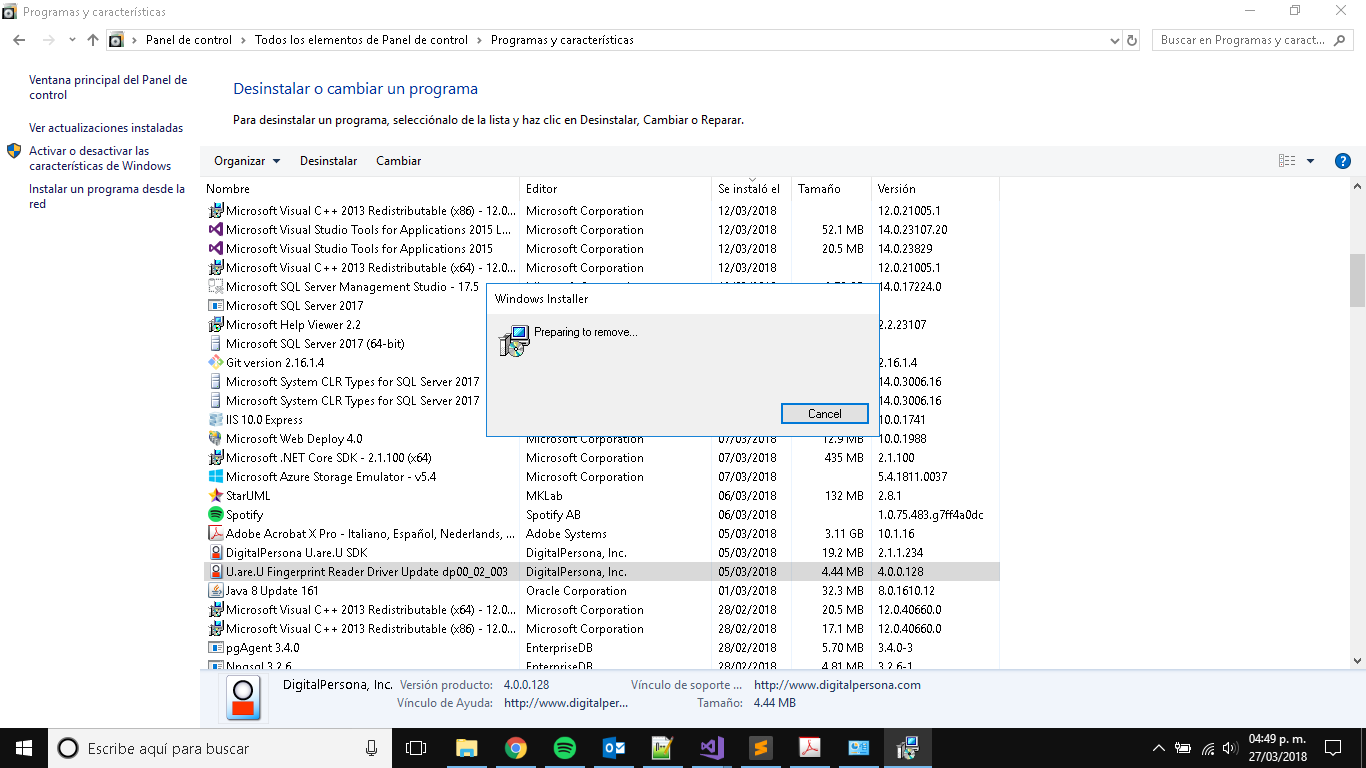 Programas y características
Panel de control > Todos los elementos de Panel de control > Programas y características
Buscar en Programas y caract...
Ventana principal del Panel de control
Ver actualizaciones instaladas
Activar o desactivar las características de Windows
Instalar un programa desde la red
Desinstalar o cambiar un programa
Para desinstalar un programa, selecciónalo de la lista y haz clic en Desinstalar, Cambiar o Reparar.
Organizar Desinstalar Cambiar
Nombre Editor Se instaló el Tamaño Versión
Microsoft Visual C++ 2013 Redistributable (x86) - 12.0... Microsoft Corporation 12/03/2018 12.0.21005.1
Microsoft Visual Studio Tools for Applications 2015 L... Microsoft Corporation 12/03/2018 52.1 MB 14.0.23107.20
Microsoft Visual Studio Tools for Applications 2015 Microsoft Corporation 12/03/2018 20.5 MB 14.0.23829
Microsoft Visual C++ 2013 Redistributable (x64) - 12.0... Microsoft Corporation 12/03/2018 12.0.21005.1
Microsoft SQL Server Management Studio - 17.5 14.0.17224.0
Microsoft SQL Server 2017
Microsoft Help Viewer 2.2 2.2.23107
Microsoft SQL Server 2017 (64-bit)
Git version 2.16.1.4 2.16.1.4
Microsoft System CLR Types for SQL Server 2017 14.0.3006.16
Microsoft System CLR Types for SQL Server 2017 14.0.3006.16
IIS 10.0 Express 10.0.1741
Microsoft Web Deploy 4.0 Microsoft Corporation 07/03/2018 12.9 MB 10.0.1988
Microsoft .NET Core SDK - 2.1.100 (x64) Microsoft Corporation 07/03/2018 435 MB 2.1.100
Microsoft Azure Storage Emulator - v5.4 Microsoft Corporation 07/03/2018 5.4.1811.0037
StarUML MKLab 06/03/2018 132 MB 2.8.1
Spotify Spotify AB 06/03/2018 1.0.75.483.g7ff4a0dc
Adobe Acrobat X Pro - Italiano, Español, Nederlands, ... Adobe Systems 05/03/2018 3.11 GB 10.1.16
DigitalPersona U.are.U SDK DigitalPersona, Inc. 05/03/2018 19.2 MB 2.1.1.234
U.are.U Fingerprint Reader Driver Update dp00_02_003 DigitalPersona, Inc. 05/03/2018 4.44 MB 4.0.0.128
Java 8 Update 161 Oracle Corporation 01/03/2018 32.3 MB 8.0.1610.12
Microsoft Visual C++ 2013 Redistributable (x64) - 12.0... Microsoft Corporation 28/02/2018 20.5 MB 12.0.40660.0
Microsoft Visual C++ 2013 Redistributable (x86) - 12.0... Microsoft Corporation 28/02/2018 17.1 MB 12.0.40660.0
pgAgent 3.4.0 EnterpriseDB 28/02/2018 5.70 MB 3.4.0-3
Npgsql 3.2.6 EnterpriseDB 28/02/2018 4.81 MB 3.2.6-1
Windows Installer
Preparing to remove...
Cancel
DigitalPersona, Inc. Versión producto: 4.0.0.128 Vínculo de soporte ... http://www.digitalpersona.com
Vínculo de Ayuda: http://www.digitalper... Tamaño: 4.44 MB
Escribe aquí para buscar
04:49 p. m.
27/03/2018